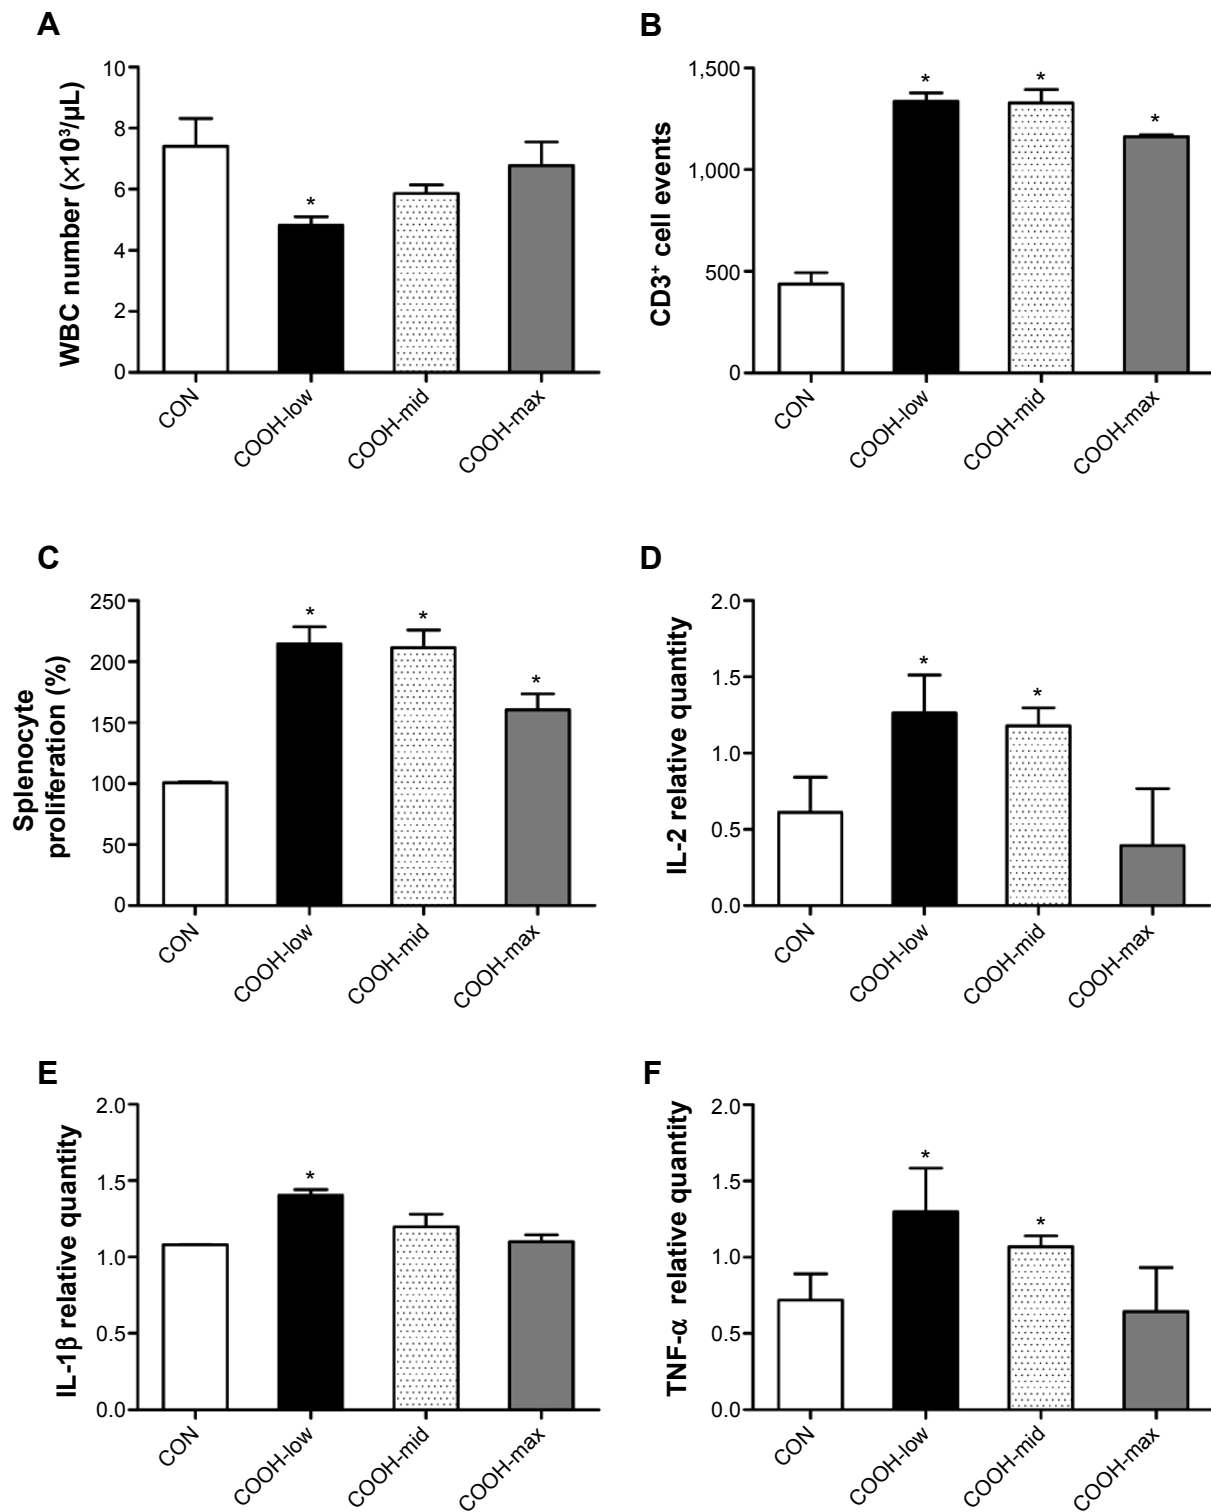 A
WBC number (×10³/µL)
10
8
6
4
2
0
*
CON
COOH-low
COOH-mid
COOH-max
B
CD3⁺ cell events
1,500
1,000
500
0
*
*
*
CON
COOH-low
COOH-mid
COOH-max
C
Splenocyte
proliferation (%)
250
200
150
100
50
0
*
*
*
CON
COOH-low
COOH-mid
COOH-max
D
IL-2 relative quantity
2.0
1.5
1.0
0.5
0.0
*
*
CON
COOH-low
COOH-mid
COOH-max
E
IL-1β relative quantity
2.0
1.5
1.0
0.5
0.0
*
CON
COOH-low
COOH-mid
COOH-max
F
TNF-α relative quantity
2.0
1.5
1.0
0.5
0.0
*
*
CON
COOH-low
COOH-mid
COOH-max